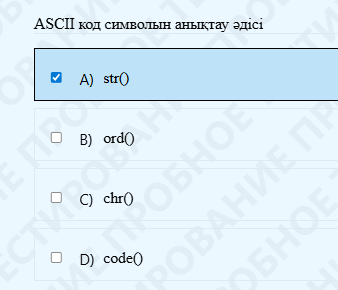 ASCII код символын анықтау әдісі
A) str()
B) ord()
C) chr()
D) code()